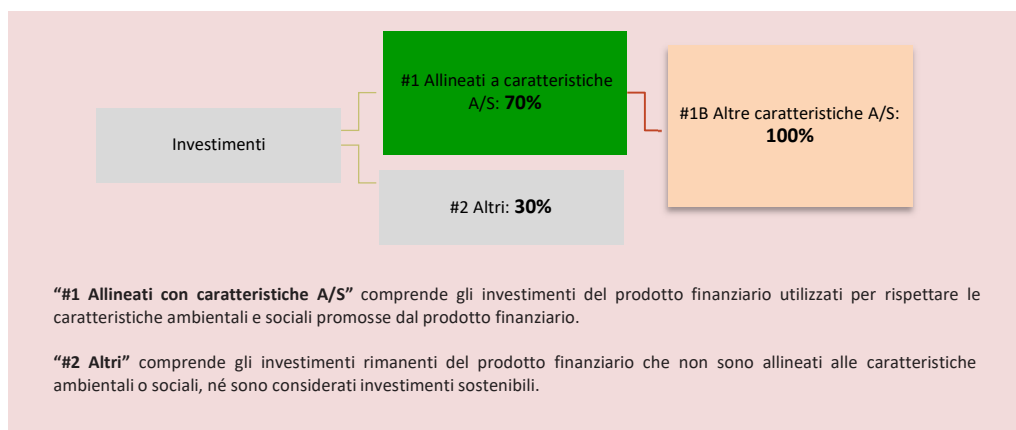 #1 Allineati a caratteristiche
A/S: 70%
#1B Altre caratteristiche A/S:
100%
Investimenti
#2 Altri: 30%
“#1 Allineati con caratteristiche A/S” comprende gli investimenti del prodotto finanziario utilizzati per rispettare le
caratteristiche ambientali e sociali promosse dal prodotto finanziario.
“#2 Altri” comprende gli investimenti rimanenti del prodotto finanziario che non sono allineati alle caratteristiche
ambientali o sociali, né sono considerati investimenti sostenibili.